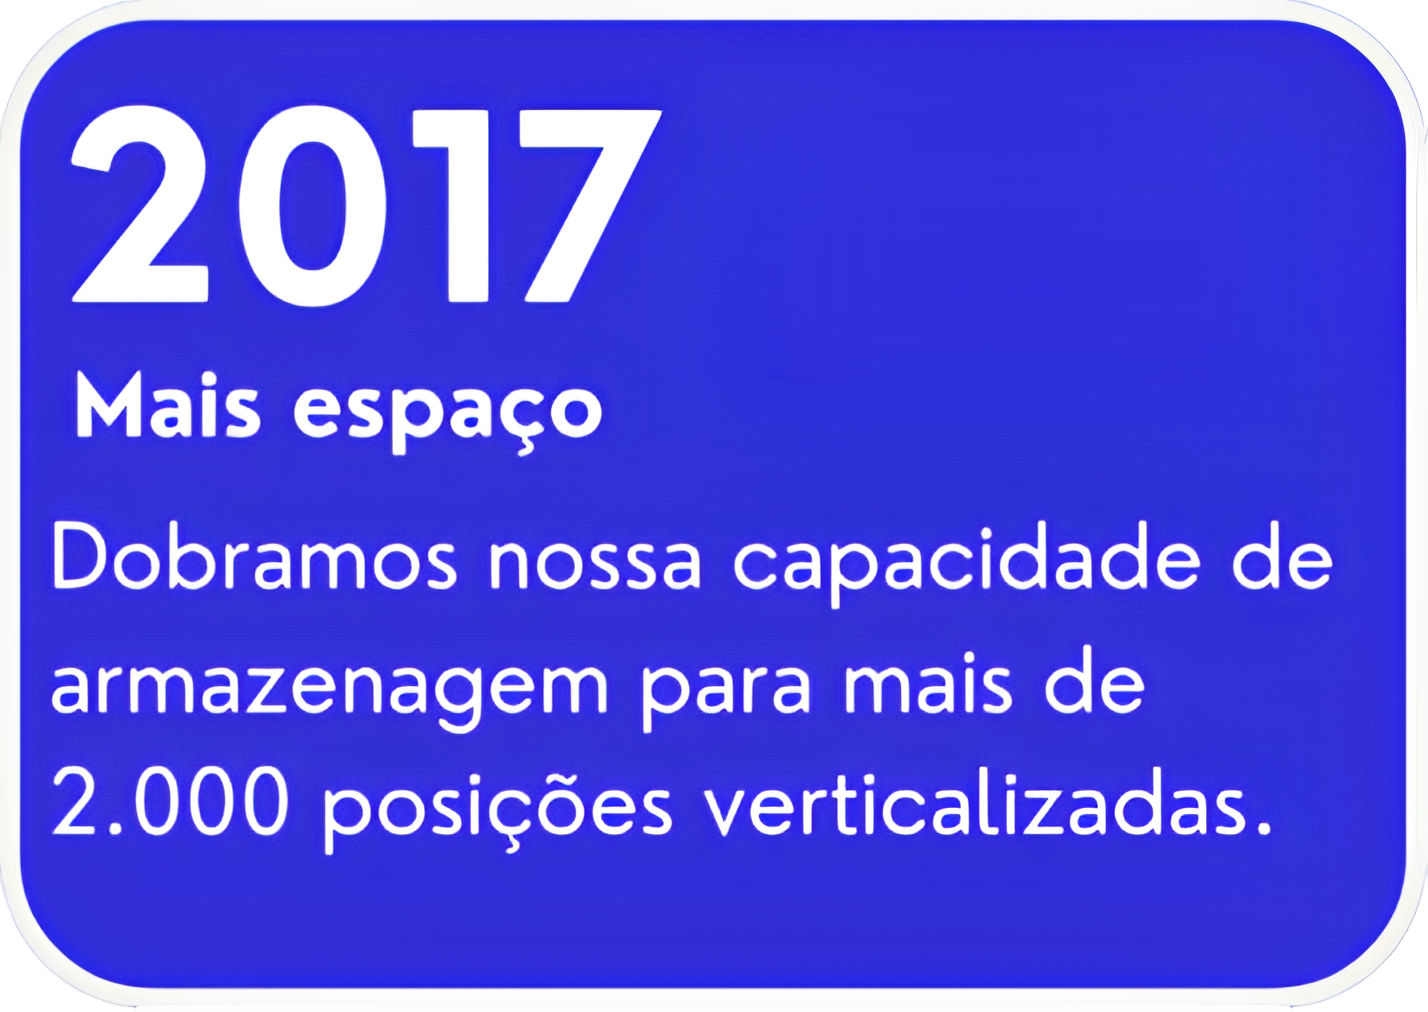 2017
Mais espaço
Dobramos nossa capacidade de
armazenagem para mais de
2.000 posições verticalizadas.